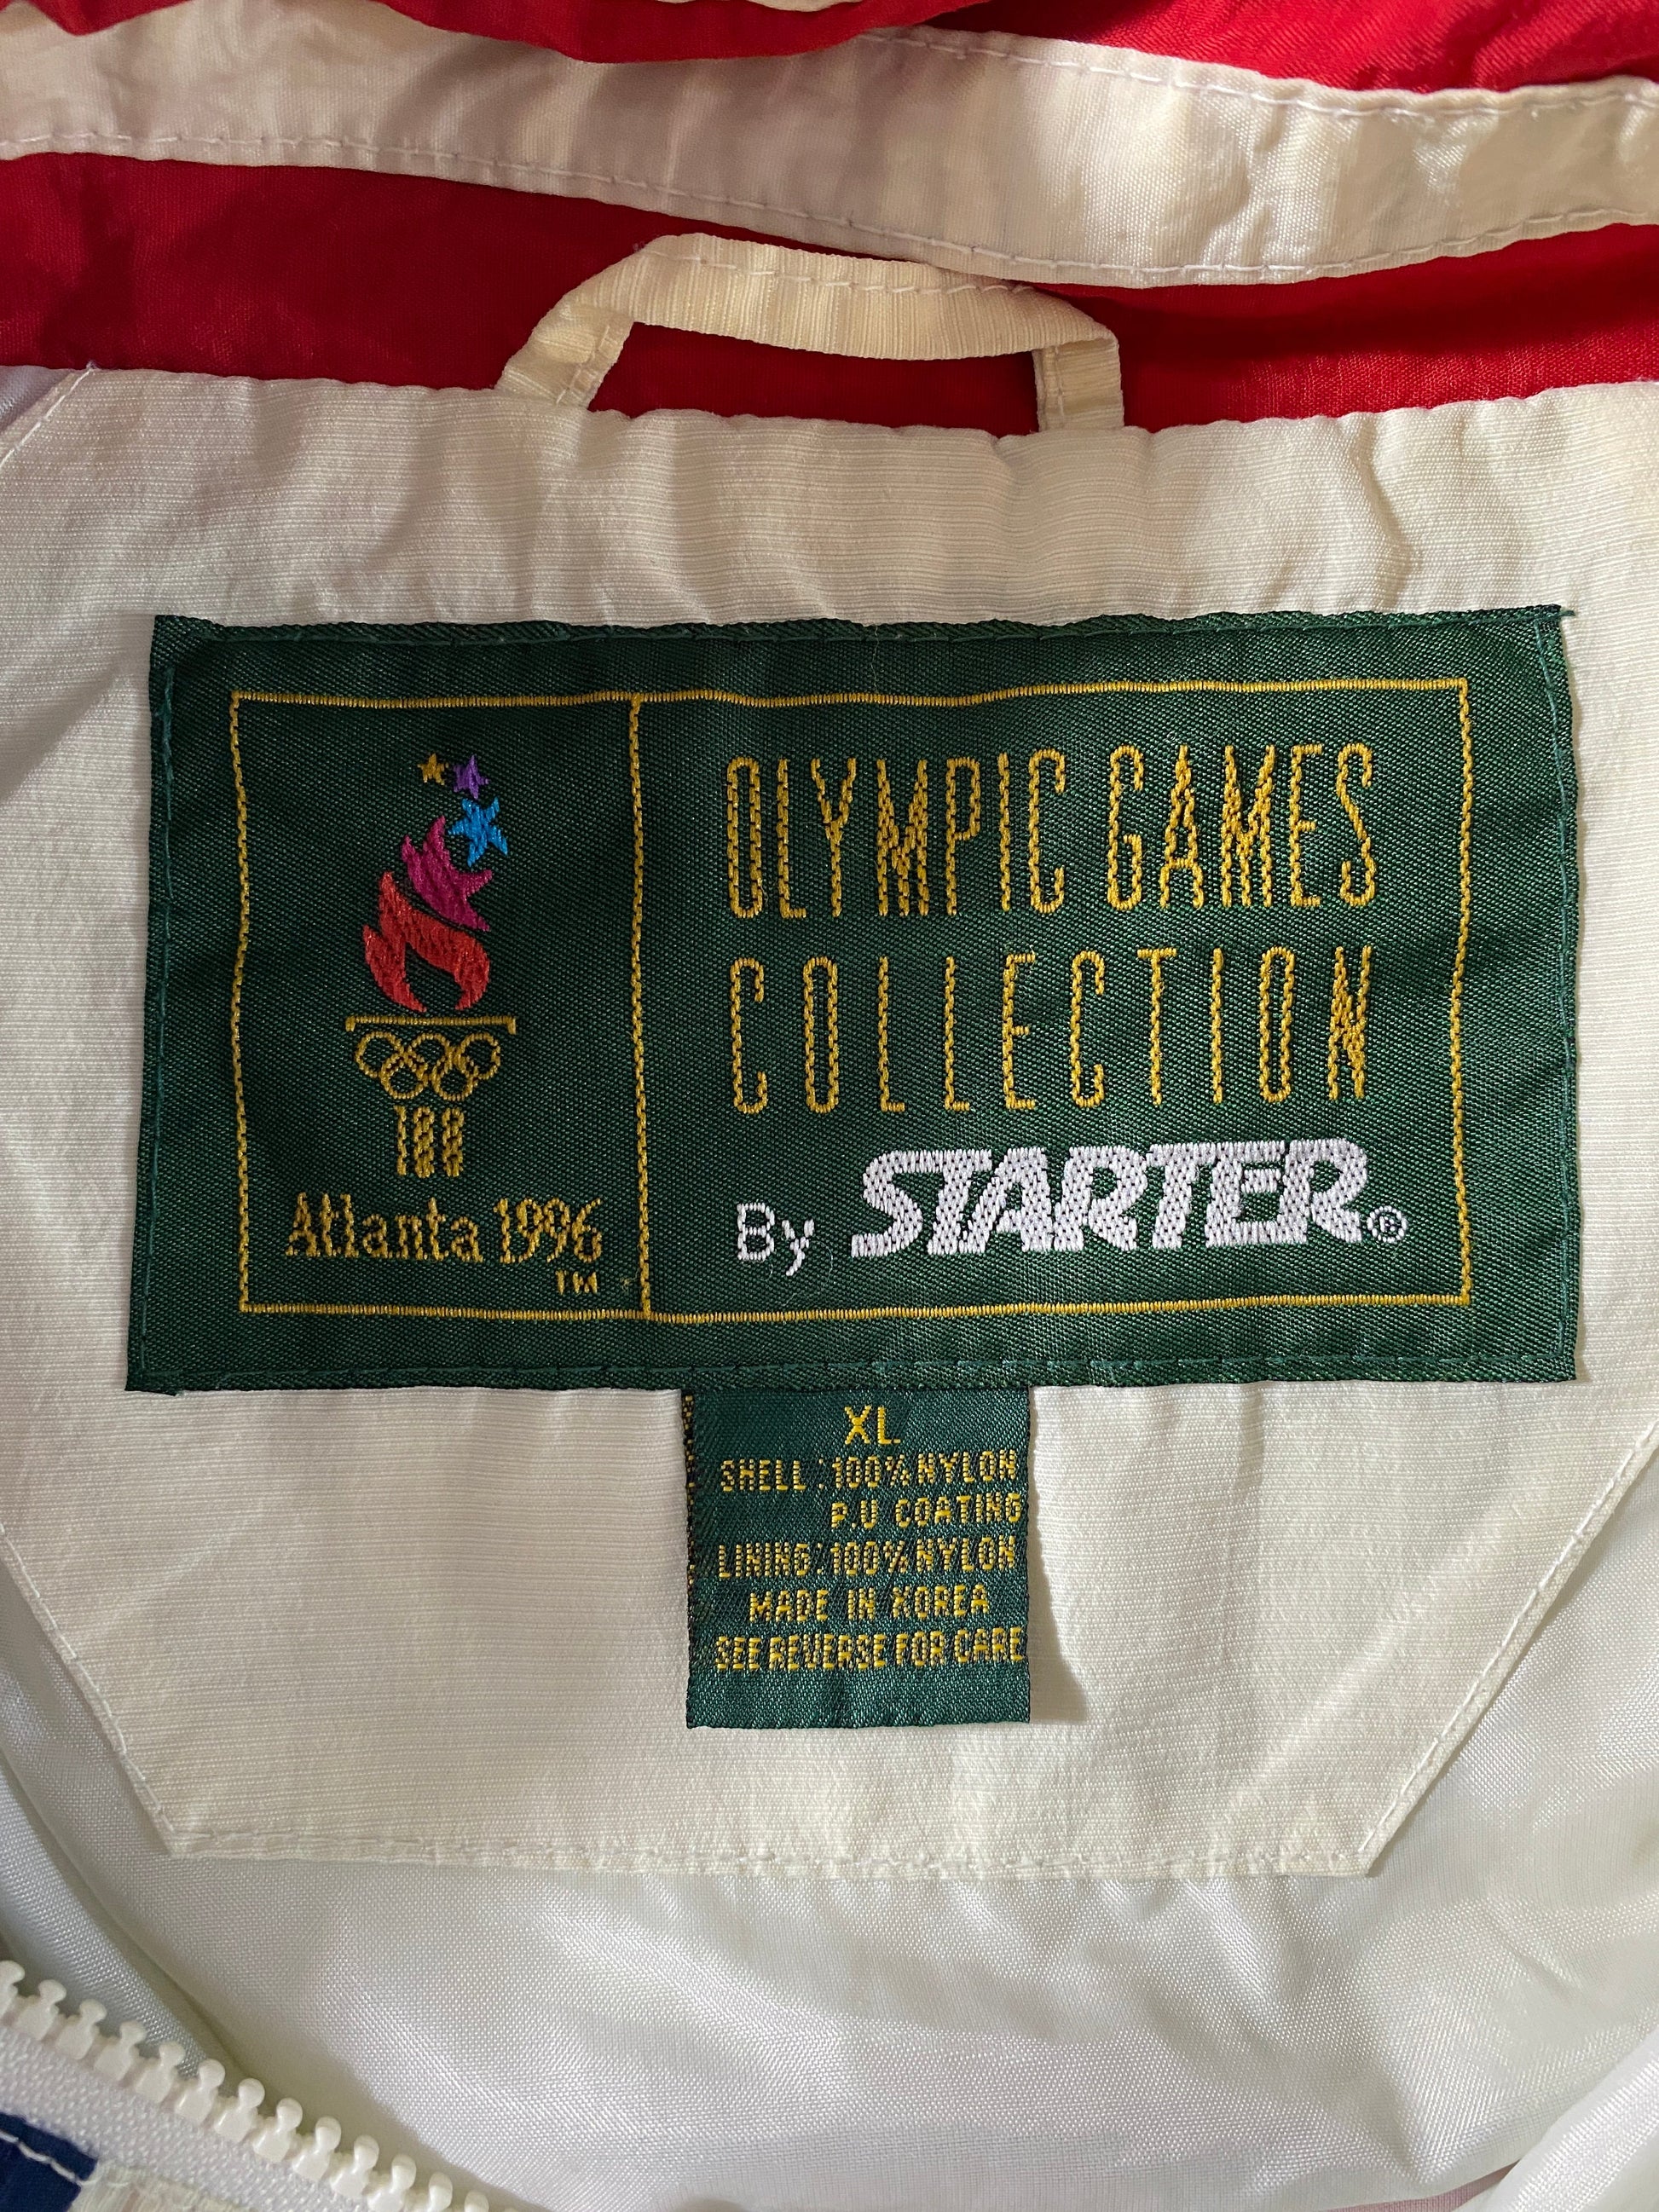 OLYMPIC GAMES
COLLECTION
By STARTER®
100
Atlanta 1996
TM
XL
SHELL:100% NYLON
P.U COATING
LINING:100% NYLON
MADE IN KOREA
SEE REVERSE FOR CARE